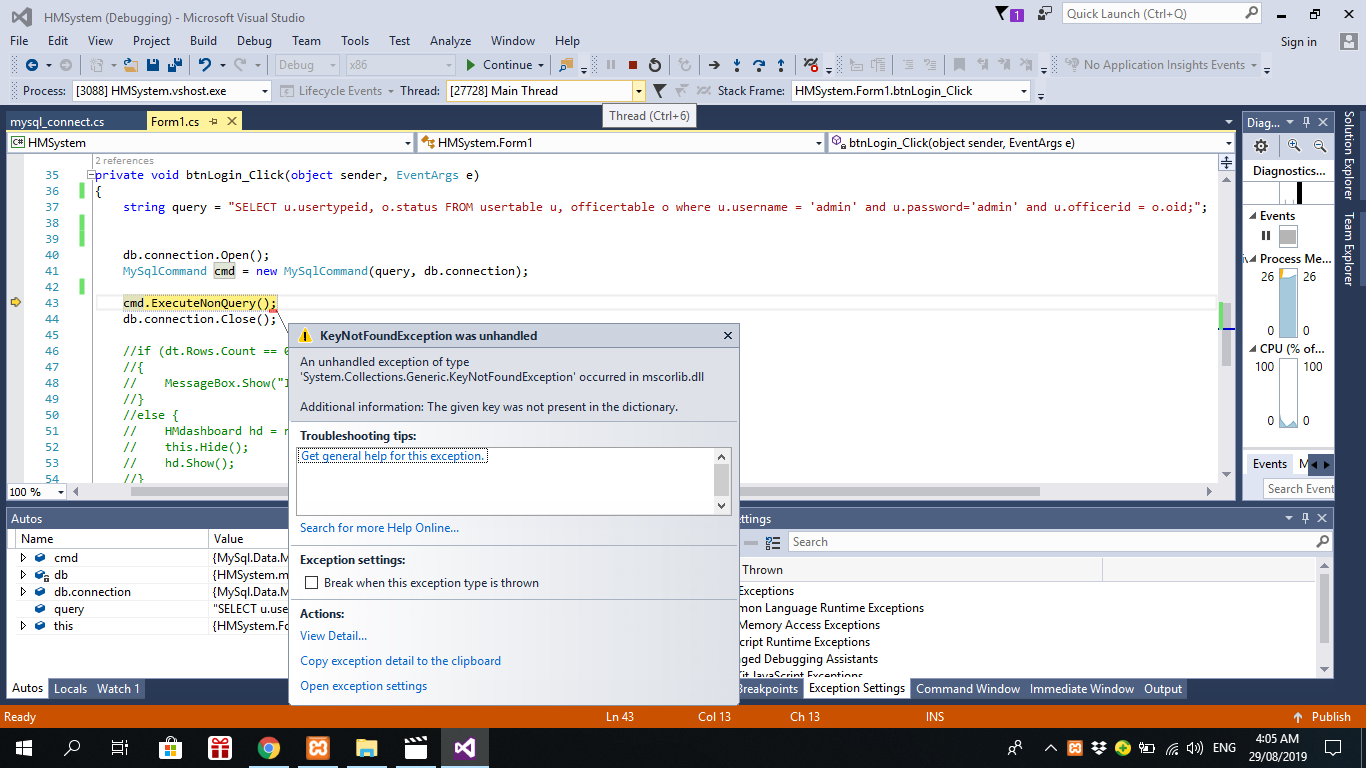 HMSystem (Debugging) - Microsoft Visual Studio
1
Quick Launch (Ctrl+Q)
File Edit View Project Build Debug Team Tools Test Analyze Window Help
Sign in
Debug x86 Continue No Application Insights Events
Process: [3088] HMSystem.vshost.exe Lifecycle Events Thread: [27728] Main Thread Stack Frame: HMSystem.Form1.btnLogin_Click
Thread (Ctrl+6)
mysql_connect.cs Form1.cs
HMSystem HMSystem.Form1 btnLogin_Click(object sender, EventArgs e)
2 references
35 private void btnLogin_Click(object sender, EventArgs e)
36 {
37 string query = "SELECT u.usertypeid, o.status FROM usertable u, officertable o where u.username = 'admin' and u.password='admin' and u.officerid = o.oid;";
38
39
40 db.connection.Open();
41 MySqlCommand cmd = new MySqlCommand(query, db.connection);
42
43 cmd.ExecuteNonQuery();
44 db.connection.Close();
45
46 //if (dt.Rows.Count == 0
47 //{
48 // MessageBox.Show("I
49 //}
50 //else {
51 // HMdashboard hd = n
52 // this.Hide();
53 // hd.Show();
54 //}
100 %
KeyNotFoundException was unhandled
An unhandled exception of type
'System.Collections.Generic.KeyNotFoundException' occurred in mscorlib.dll
Additional information: The given key was not present in the dictionary.
Troubleshooting tips:
Get general help for this exception.
Search for more Help Online...
Exception settings:
Break when this exception type is thrown
Actions:
View Detail...
Copy exception detail to the clipboard
Open exception settings
Diag...
Diagnostics...
Events
Process Me...
26 26
0 0
CPU (% of...
100 100
0 0
Events M
Search Event
Solution Explorer
Team Explorer
Autos
Name Value
cmd {MySql.Data.M
db {HMSystem.m
db.connection {MySql.Data.M
query "SELECT u.use
this {HMSystem.Fo
Autos Locals Watch 1
ettings
Search
Thrown
Exceptions
mon Language Runtime Exceptions
Memory Access Exceptions
cript Runtime Exceptions
ged Debugging Assistants
it JavaScript Exceptions
Breakpoints Exception Settings Command Window Immediate Window Output
Ready Ln 43 Col 13 Ch 13 INS Publish
ENG
4:05 AM
29/08/2019